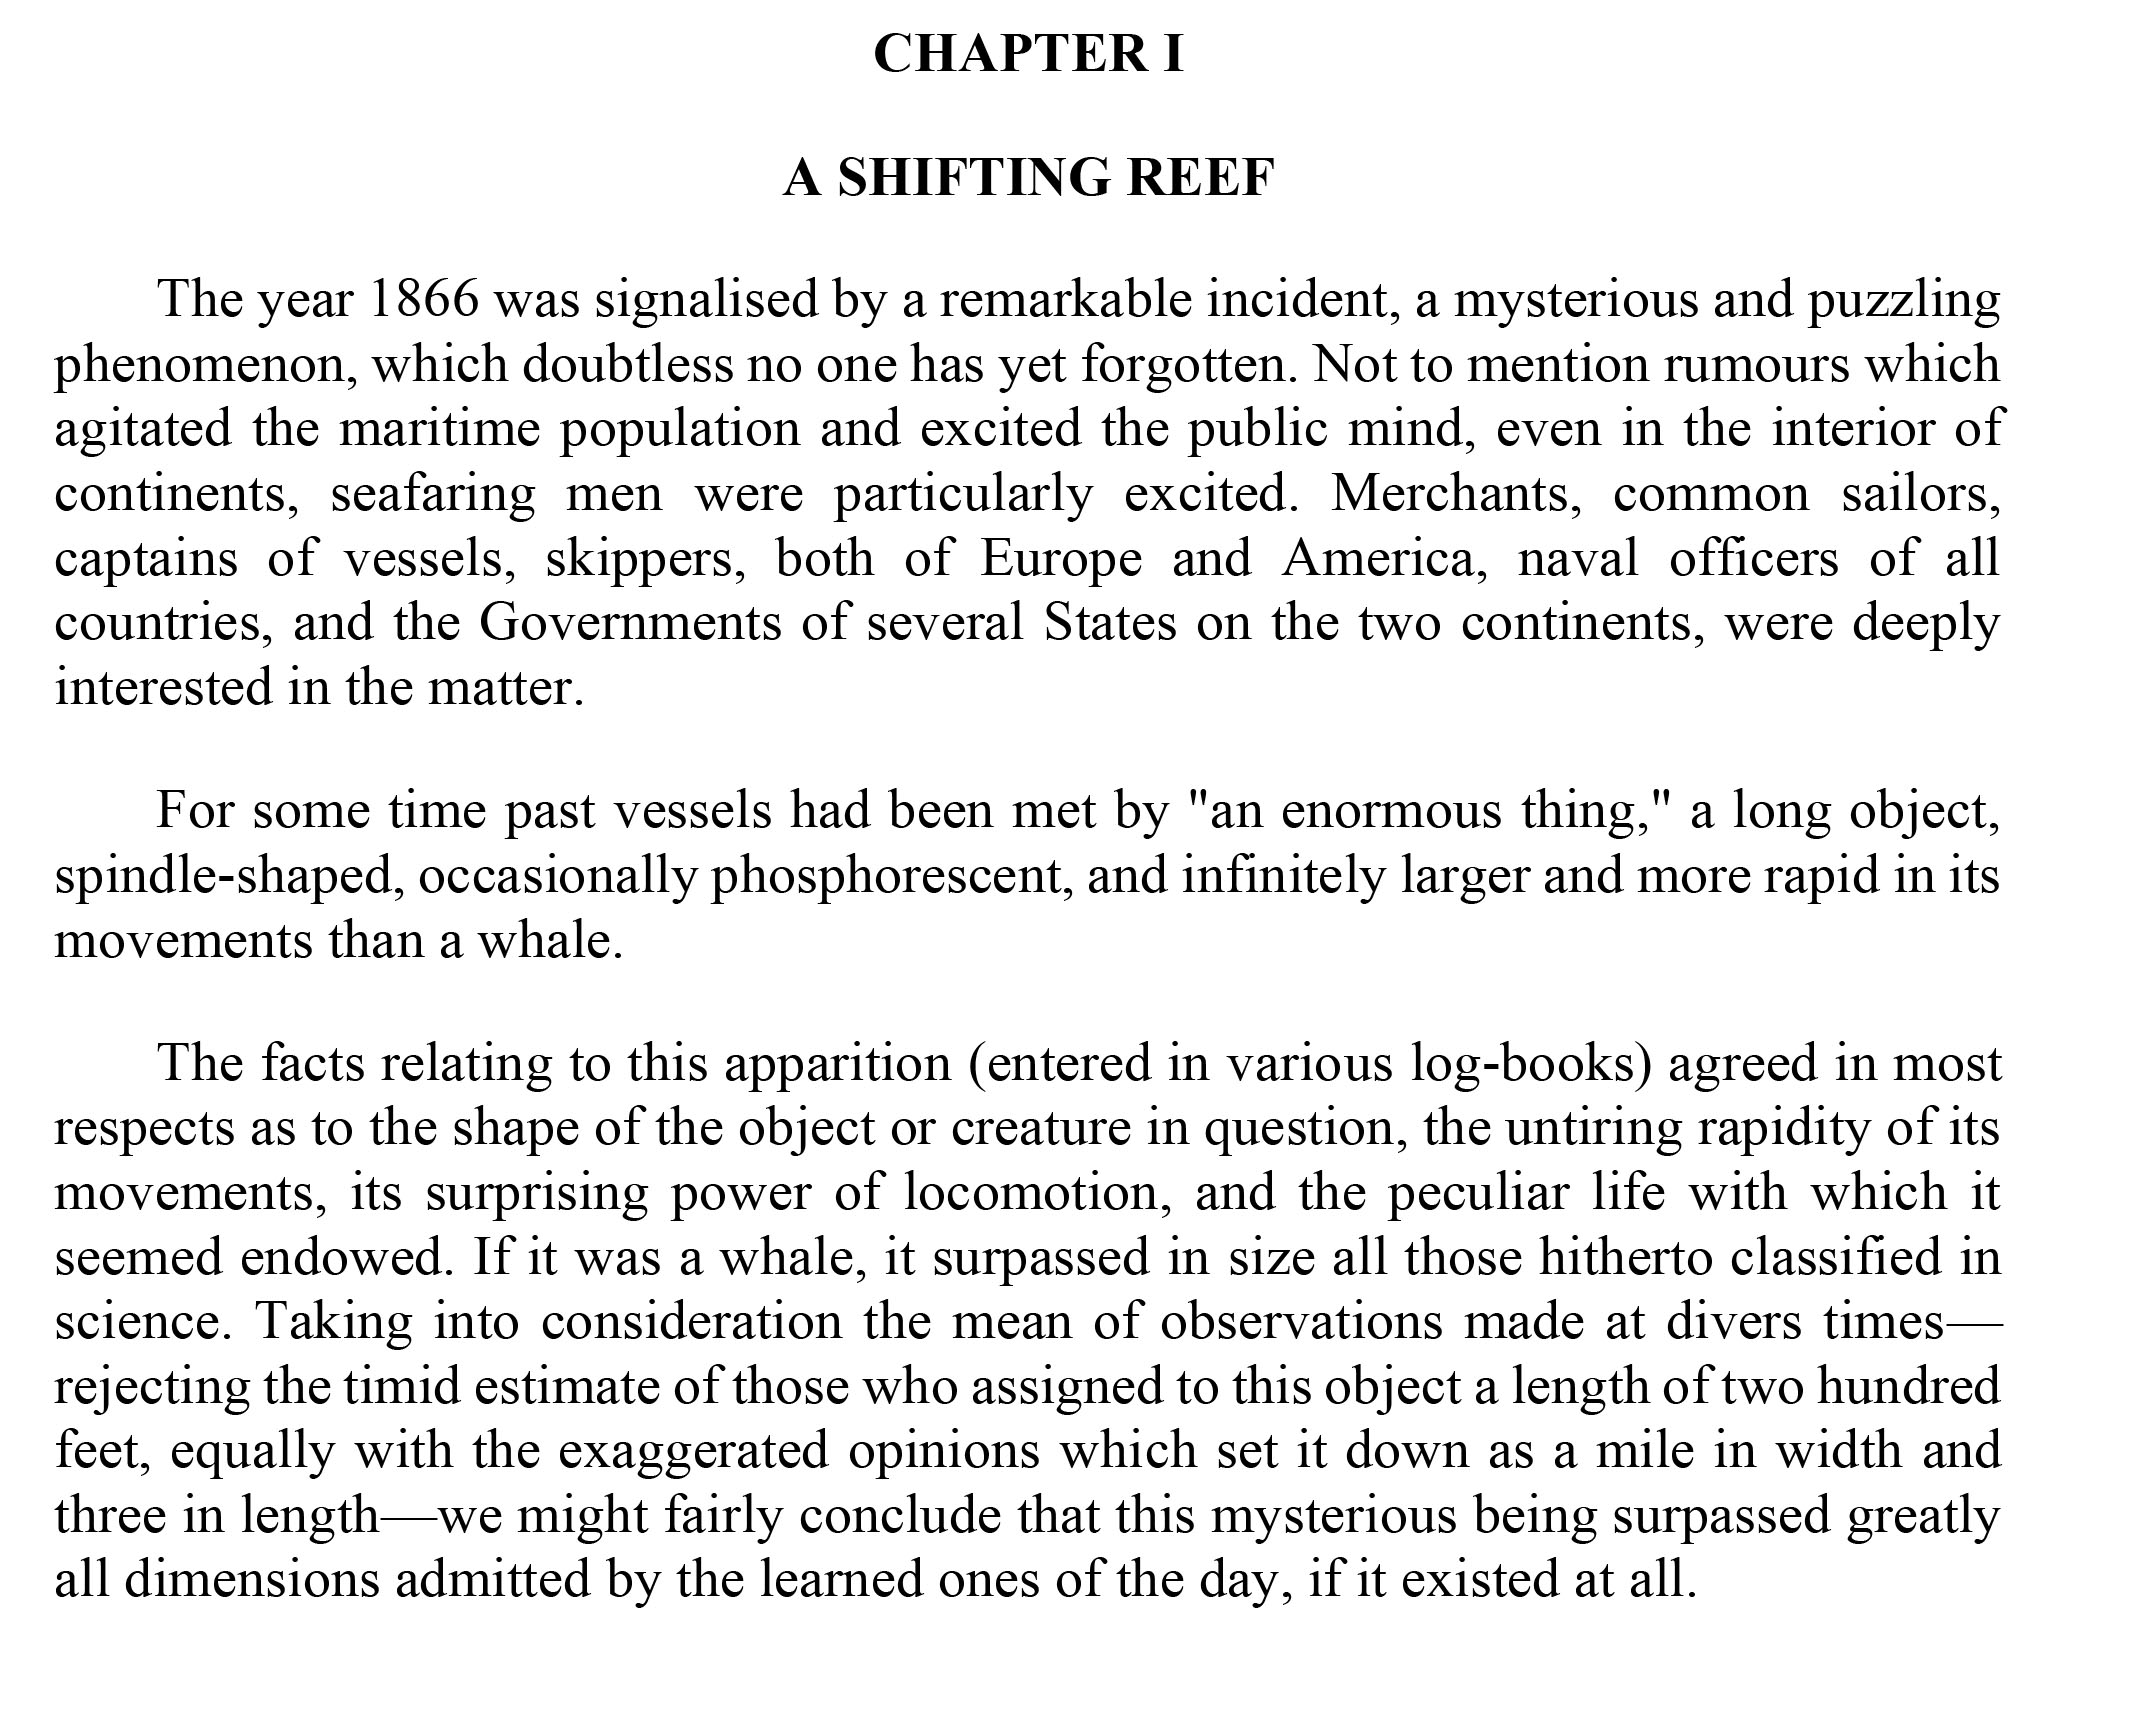 CHAPTER I
A SHIFTING REEF
The year 1866 was signalised by a remarkable incident, a mysterious and puzzling
phenomenon, which doubtless no one has yet forgotten. Not to mention rumours which
agitated the maritime population and excited the public mind, even in the interior of
continents, seafaring men were particularly excited. Merchants, common sailors,
captains of vessels, skippers, both of Europe and America, naval officers of all
countries, and the Governments of several States on the two continents, were deeply
interested in the matter.
For some time past vessels had been met by "an enormous thing," a long object,
spindle-shaped, occasionally phosphorescent, and infinitely larger and more rapid in its
movements than a whale.
The facts relating to this apparition (entered in various log-books) agreed in most
respects as to the shape of the object or creature in question, the untiring rapidity of its
movements, its surprising power of locomotion, and the peculiar life with which it
seemed endowed. If it was a whale, it surpassed in size all those hitherto classified in
science. Taking into consideration the mean of observations made at divers times—
rejecting the timid estimate of those who assigned to this object a length of two hundred
feet, equally with the exaggerated opinions which set it down as a mile in width and
three in length—we might fairly conclude that this mysterious being surpassed greatly
all dimensions admitted by the learned ones of the day, if it existed at all.